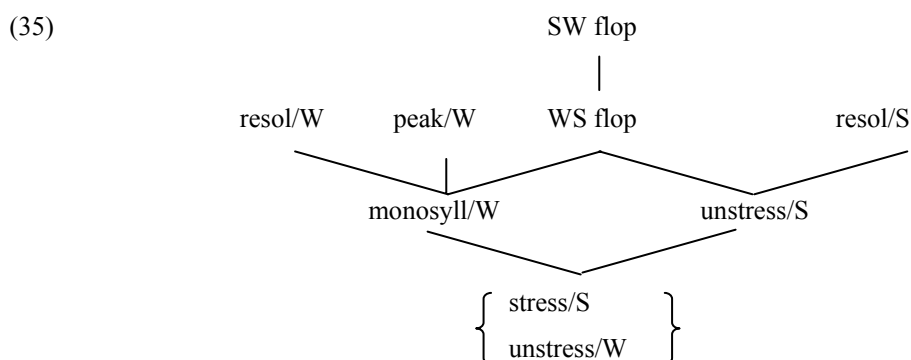 (35) SW flop
resol/W peak/W WS flop resol/S
monosyll/W unstress/S
stress/S
unstress/W